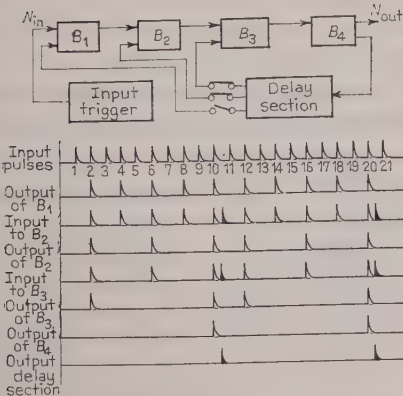 Nin
Nout
B1
B2
B3
B4
Input
trigger
Delay
section
Input
pulses
1 2 3 4 5 6 7 8 9 10 11 12 13 14 15 16 17 18 19 20 21
Output
of B1
Input
to B2
Output
of B2
Input
to B3
Output
of B3
Output
of B4
Output
delay
section